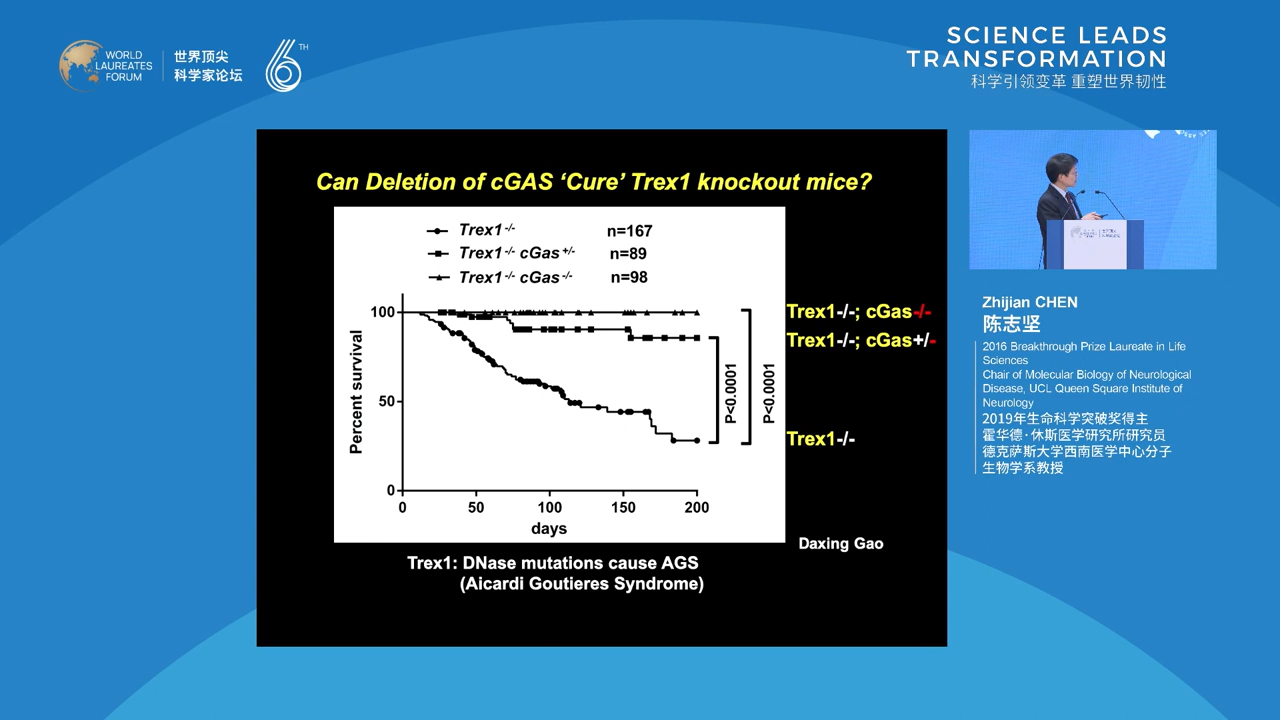 WORLD
LAUREATES
FORUM
世界顶尖
科学家论坛
6 TH
SCIENCE LEADS
TRANSFORMATION
科学引领变革 重塑世界韧性
Can Deletion of cGAS ‘Cure’ Trex1 knockout mice?
Trex1 -/- n=167
Trex1 -/- cGas +/- n=89
Trex1 -/- cGas -/- n=98
Percent survival
100
50
0
0 50 100 150 200
days
P<0.0001
P<0.0001
Trex1-/-; cGas-/-
Trex1-/-; cGas+/-
Trex1-/-
Daxing Gao
Trex1: DNase mutations cause AGS
(Aicardi Goutieres Syndrome)
Zhijian CHEN
陈志坚
2016 Breakthrough Prize Laureate in Life
Sciences
Chair of Molecular Biology of Neurological
Disease, UCL Queen Square Institute of
Neurology
2019年生命科学突破奖得主
霍华德·休斯医学研究所研究员
德克萨斯大学西南医学中心分子
生物学系教授